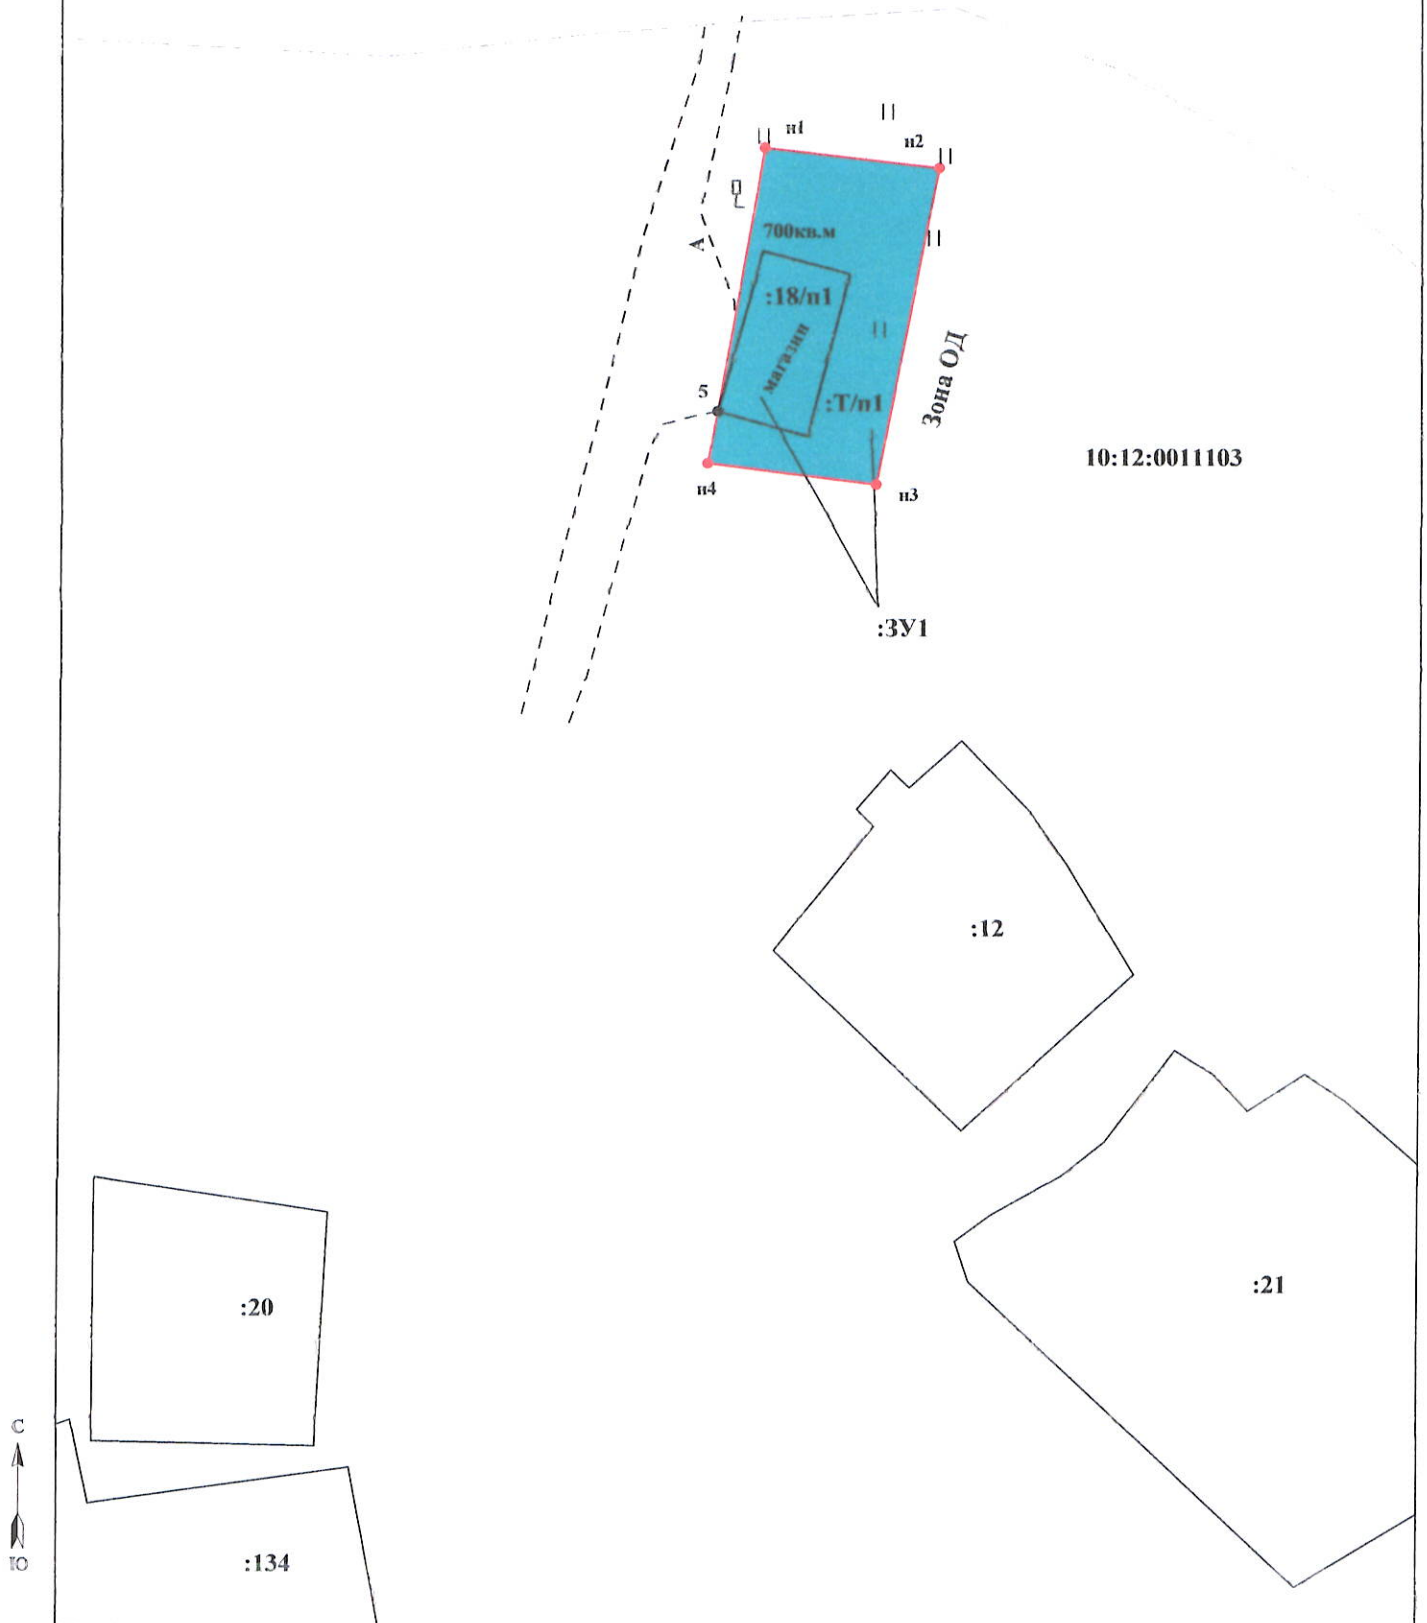 н1
н2
700кв.м
А
:18/п1
магазин
Зона ОД
5
:Т/п1
10:12:0011103
н4
н3
:ЗУ1
:12
:21
:20
С
Ю
:134